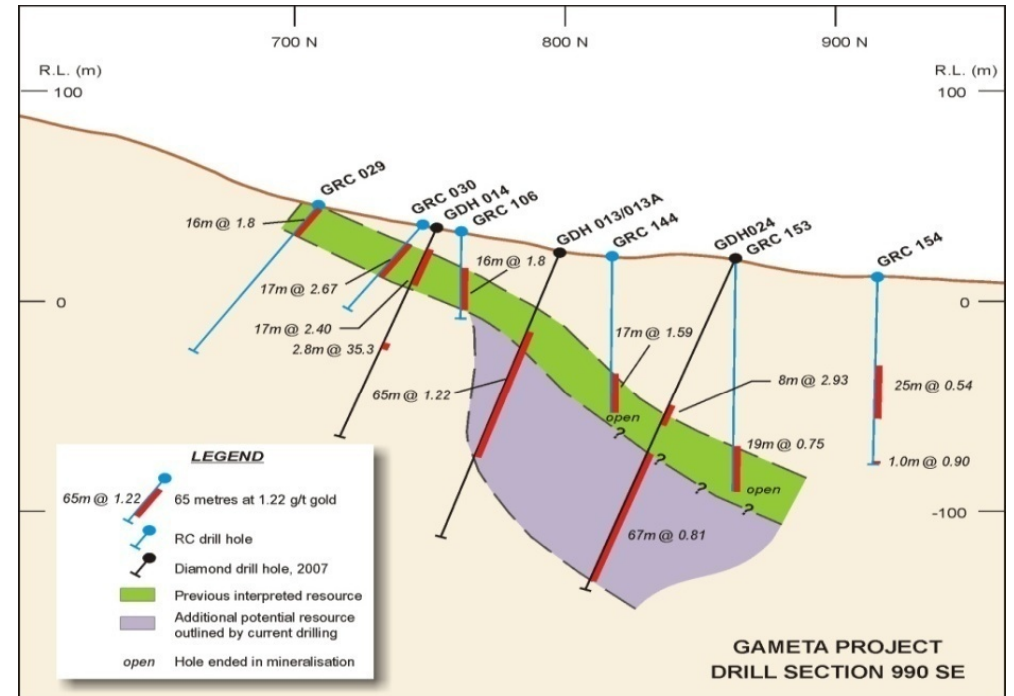 700 N
800 N
900 N
R.L. (m)
R.L. (m)
100
100
GRC 029
GRC 030
GDH 014
GRC 106
GDH 013/013A
GRC 144
GDH024
GRC 153
GRC 154
16m @ 1.8
16m @ 1.8
17m @ 2.67
0
0
17m @ 2.40
17m @ 1.59
2.8m @ 35.3
8m @ 2.93
25m @ 0.54
65m @ 1.22
open
?
19m @ 0.75
?
1.0m @ 0.90
?
open
?
-100
67m @ 0.81
LEGEND
65m @ 1.22
65 metres at 1.22 g/t gold
RC drill hole
Diamond drill hole, 2007
Previous interpreted resource
Additional potential resource
outlined by current drilling
open
Hole ended in mineralisation
GAMETA PROJECT
DRILL SECTION 990 SE